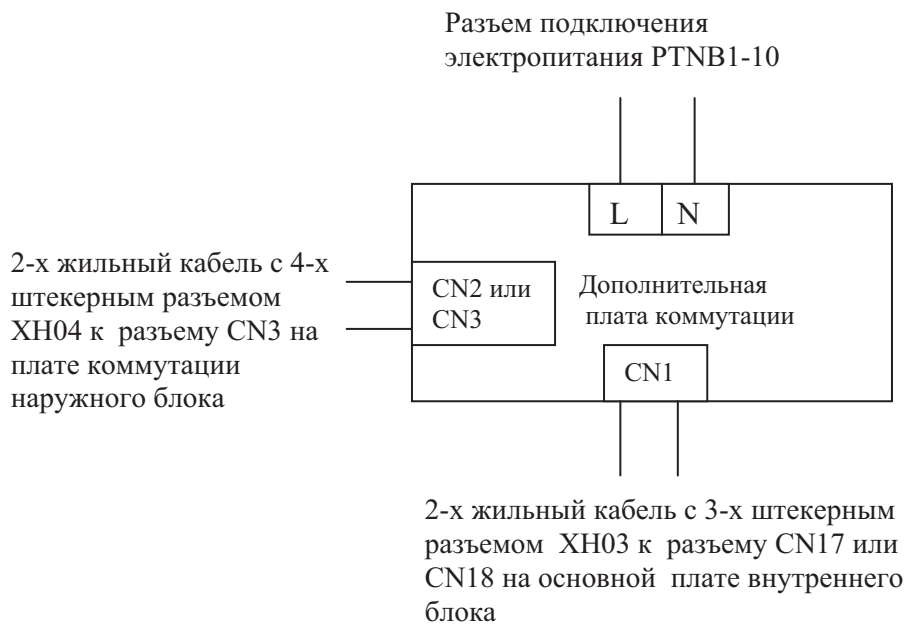 Разъем подключения
электропитания PTNB1-10
L N
2-х жильный кабель с 4-х
штекерным разъемом
XH04 к разъему CN3 на
плате коммутации
наружного блока
CN2 или
CN3
Дополнительная
плата коммутации
CN1
2-х жильный кабель с 3-х штекерным
разъемом XH03 к разъему CN17 или
CN18 на основной плате внутреннего
блока